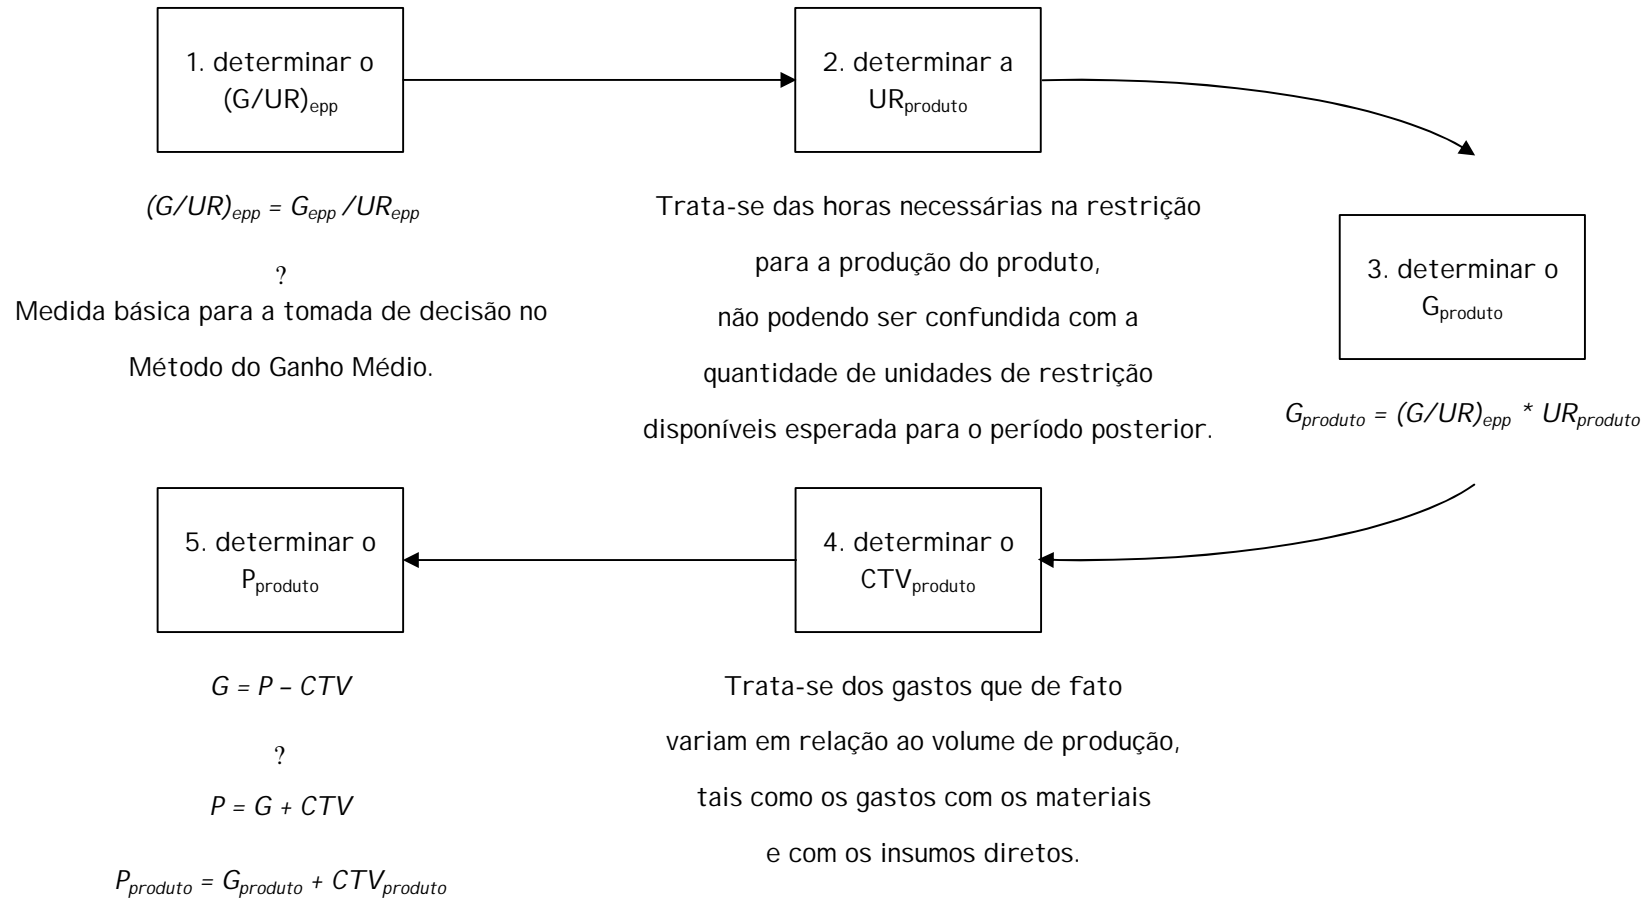 1. determinar o
(G/UR)epp
(G/UR)epp = Gepp /URepp
?
Medida básica para a tomada de decisão no
Método do Ganho Médio.
2. determinar a
URproduto
Trata-se das horas necessárias na restrição
para a produção do produto,
não podendo ser confundida com a
quantidade de unidades de restrição
disponíveis esperada para o período posterior.
3. determinar o
Gproduto
Gproduto = (G/UR)epp * URproduto
4. determinar o
CTVproduto
Trata-se dos gastos que de fato
variam em relação ao volume de produção,
tais como os gastos com os materiais
e com os insumos diretos.
5. determinar o
Pproduto
G = P – CTV
?
P = G + CTV
Pproduto = Gproduto + CTVproduto